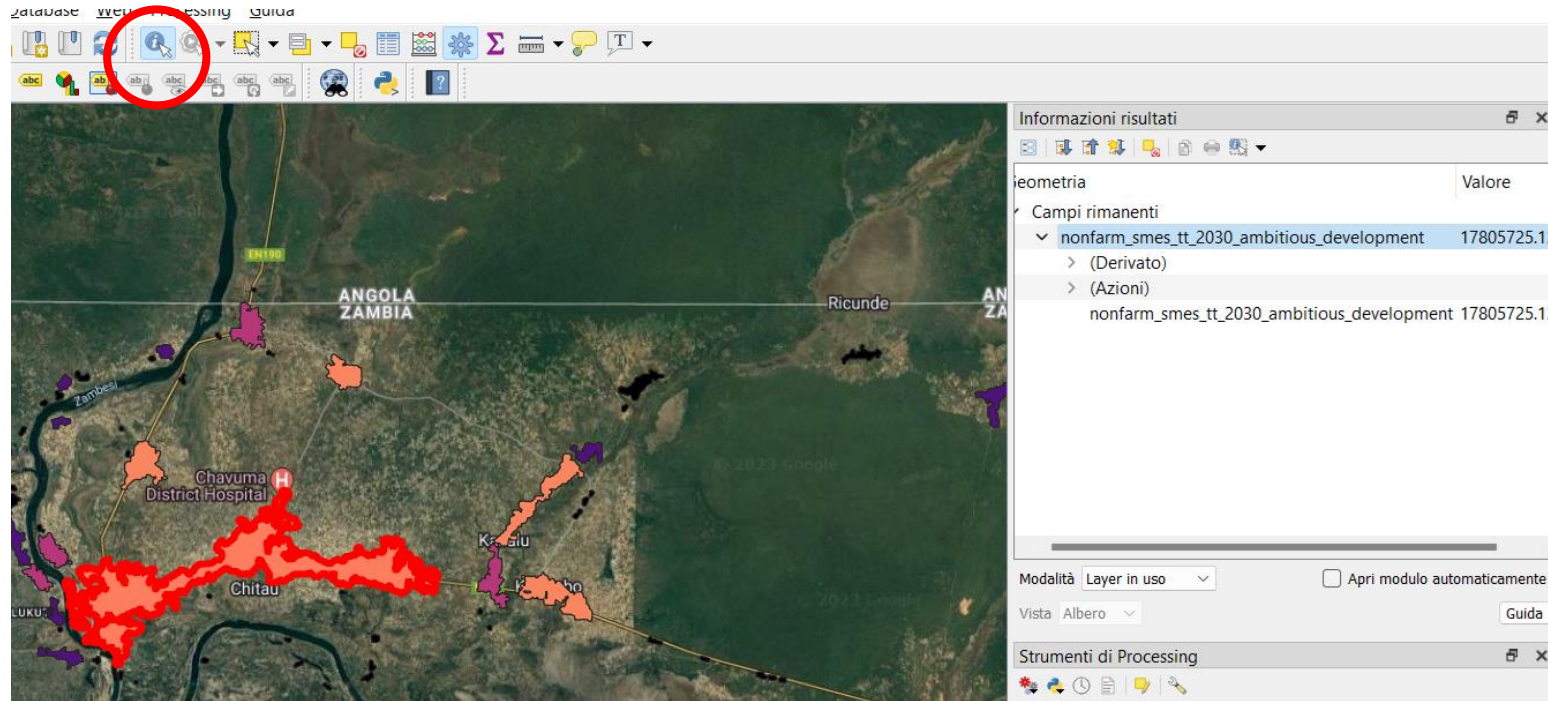 Database Web Processing Guida
Informazioni risultati
Geometria Valore
Campi rimanenti
nonfarm_smes_tt_2030_ambitious_development 17805725.1
(Derivato)
(Azioni)
nonfarm_smes_tt_2030_ambitious_development 17805725.1
EN190
ANGOLA
ZAMBIA
Ricunde
AN
ZA
Zambesi
Chavuma
District Hospital
H
© 2023 Google
Chitau
Modalità Layer in uso Apri modulo automaticamente
Vista Albero Guida
Strumenti di Processing